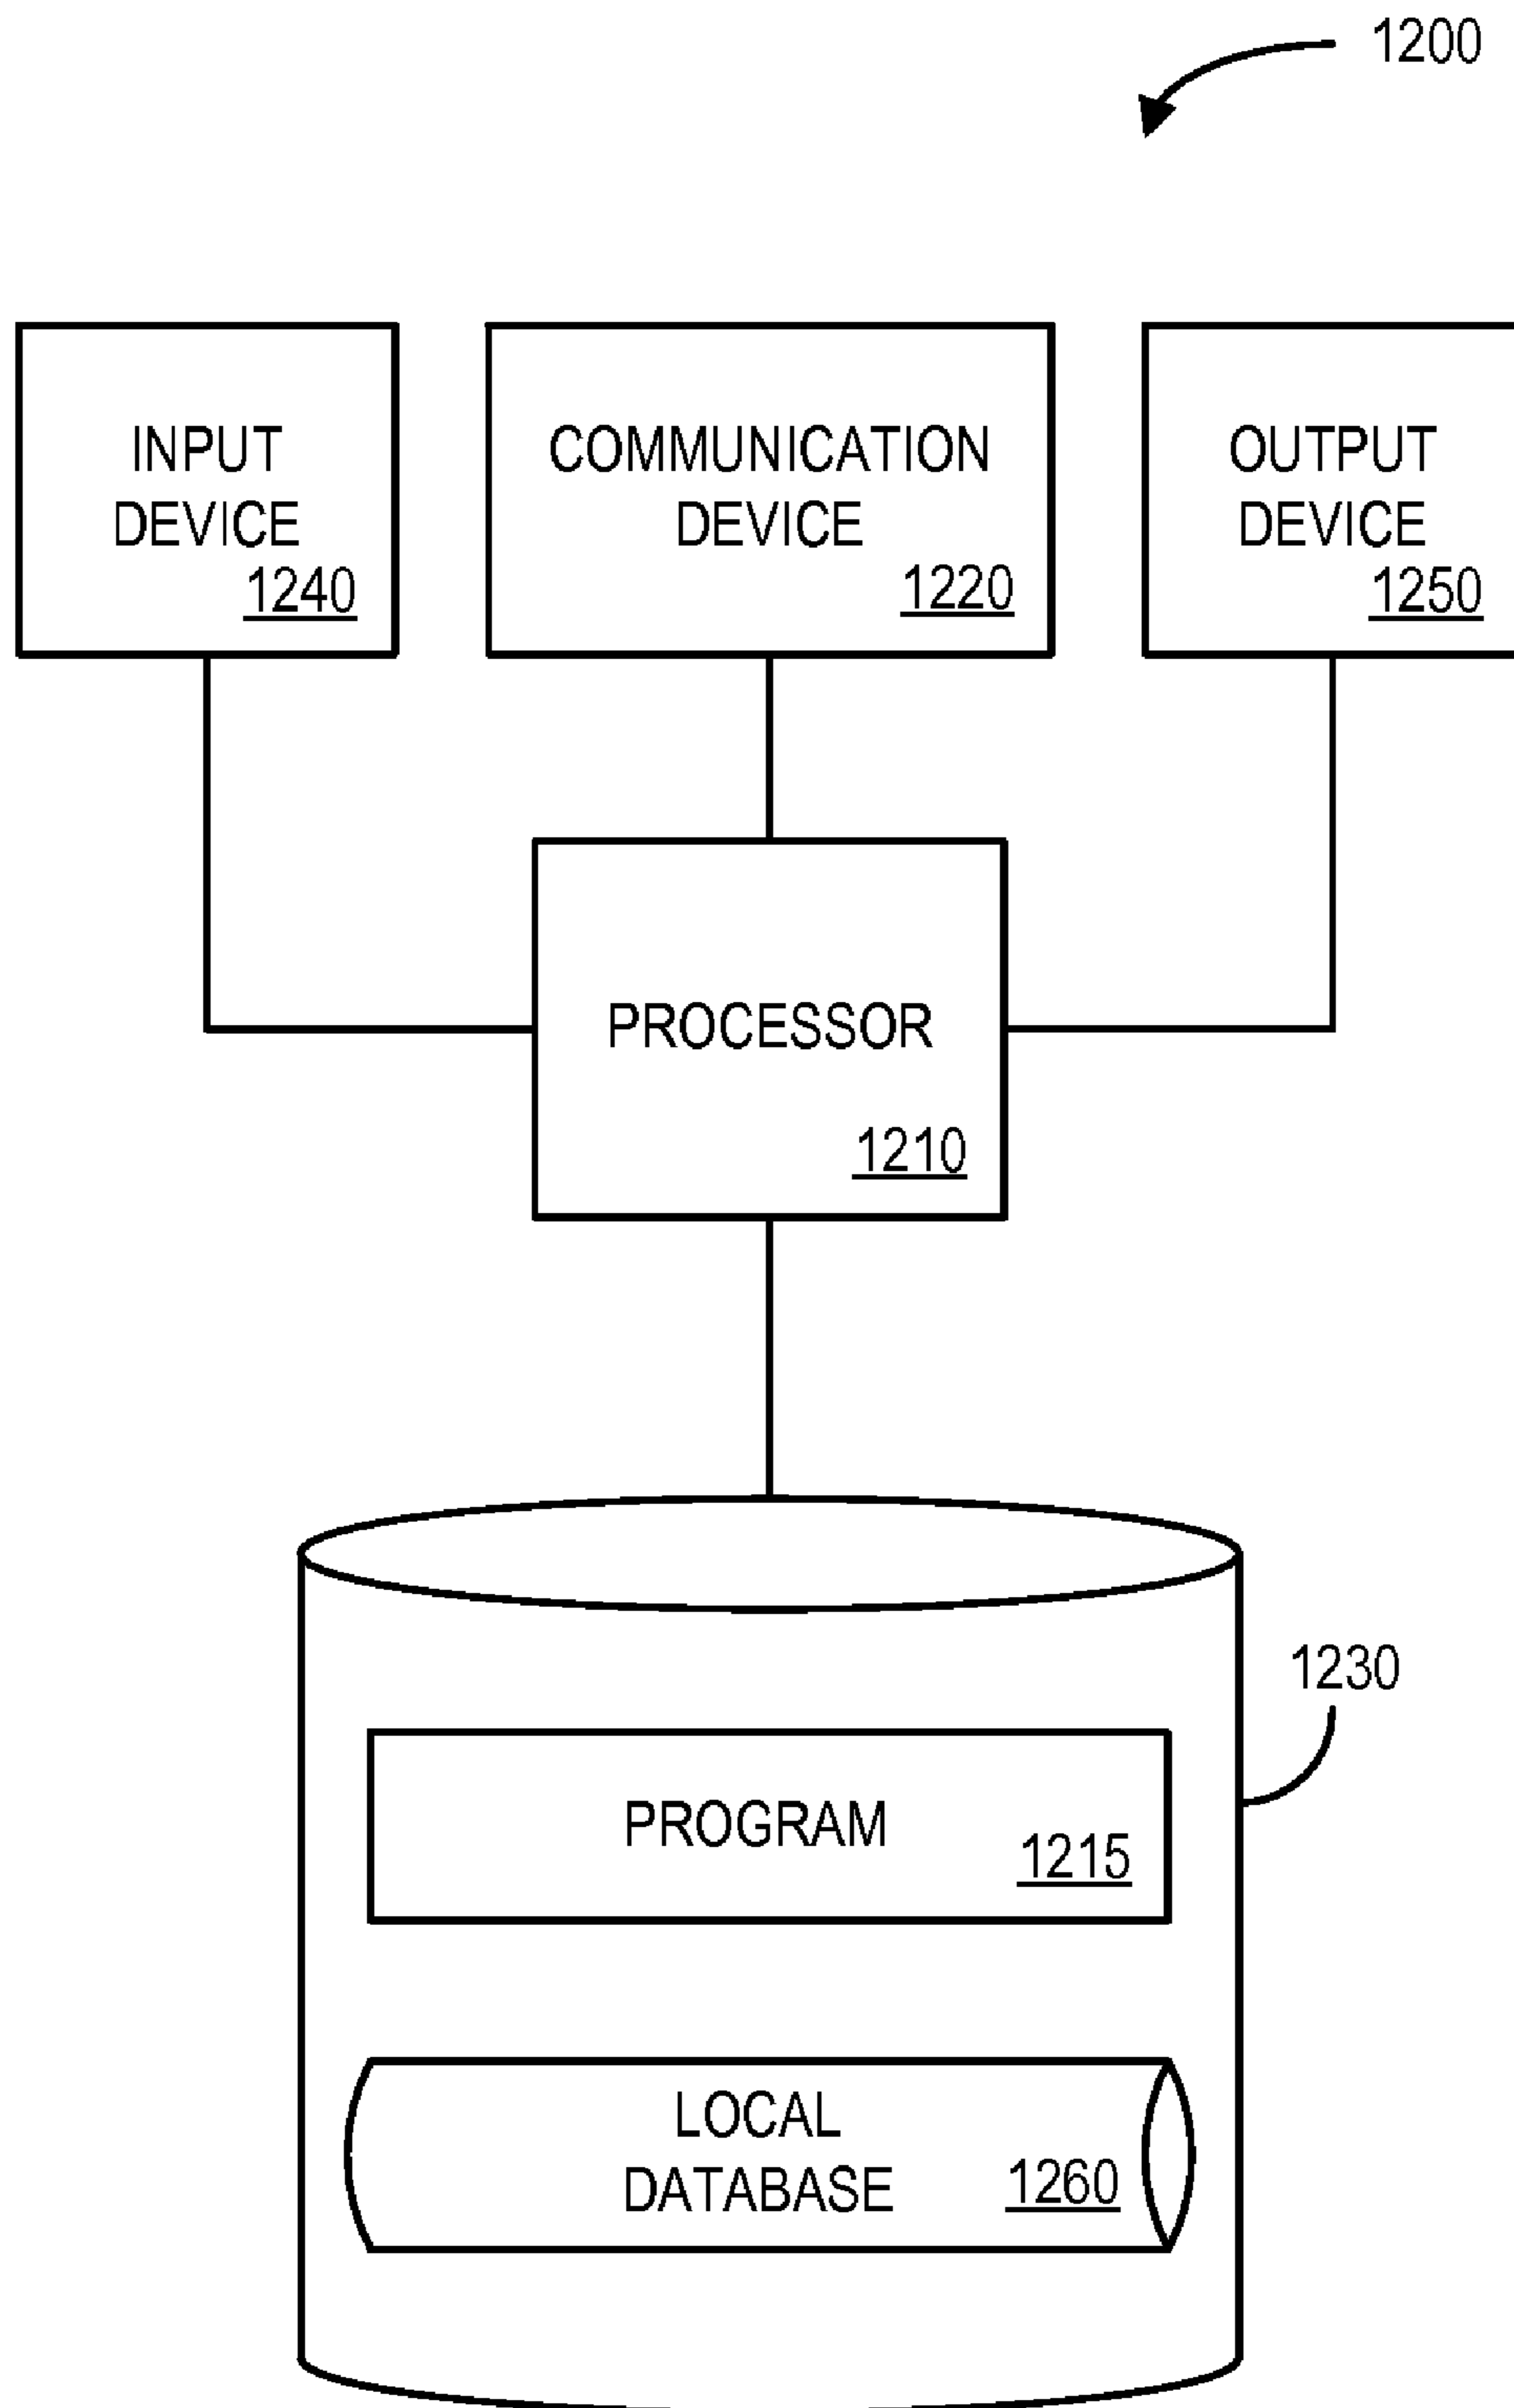 1200
INPUT
DEVICE
1240
COMMUNICATION
DEVICE
1220
OUTPUT
DEVICE
1250
PROCESSOR
1210
1230
PROGRAM
1215
LOCAL
DATABASE
1260